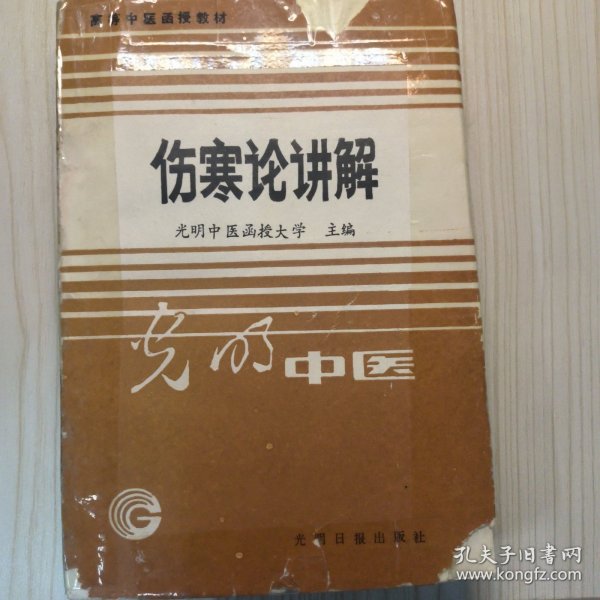 高等中医函授教材
伤寒论讲解
光明中医函授大学 主编
光明中医
光明日报出版社
孔夫子旧书网
www.kongfz.com